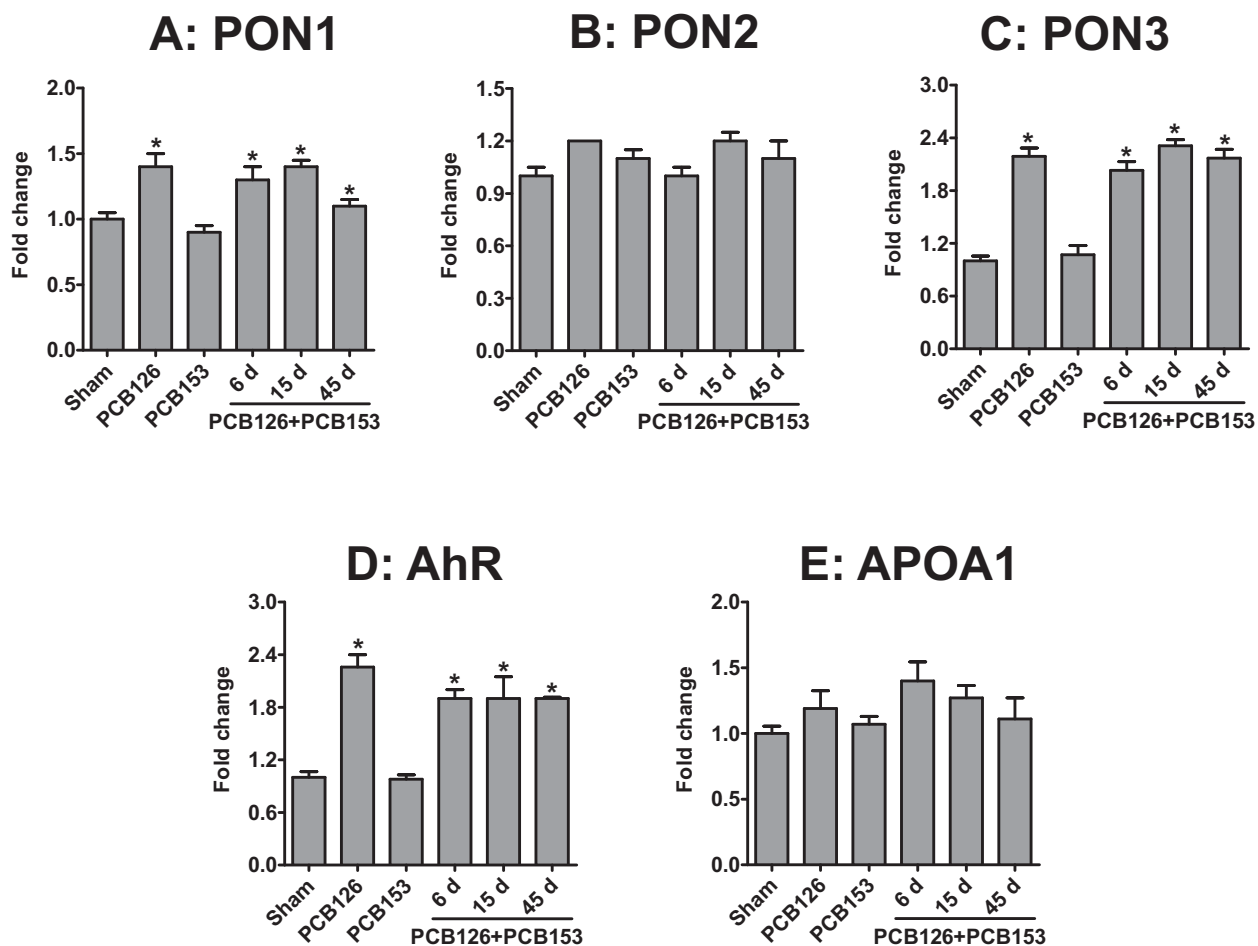 A: PON1
B: PON2
C: PON3
Fold change
2.0
1.5
1.0
0.5
0.0
*
*
*
*
Sham
PCB126
PCB153
6 d
15 d
45 d
PCB126+PCB153
Fold change
1.5
1.2
0.9
0.6
0.3
0.0
Sham
PCB126
PCB153
6 d
15 d
45 d
PCB126+PCB153
Fold change
3.0
2.4
1.8
1.2
0.6
0.0
*
*
*
*
Sham
PCB126
PCB153
6 d
15 d
45 d
PCB126+PCB153
D: AhR
E: APOA1
Fold change
3.0
2.4
1.8
1.2
0.6
0.0
*
*
*
*
Sham
PCB126
PCB153
6 d
15 d
45 d
PCB126+PCB153
Fold change
2.0
1.5
1.0
0.5
0.0
Sham
PCB126
PCB153
6 d
15 d
45 d
PCB126+PCB153